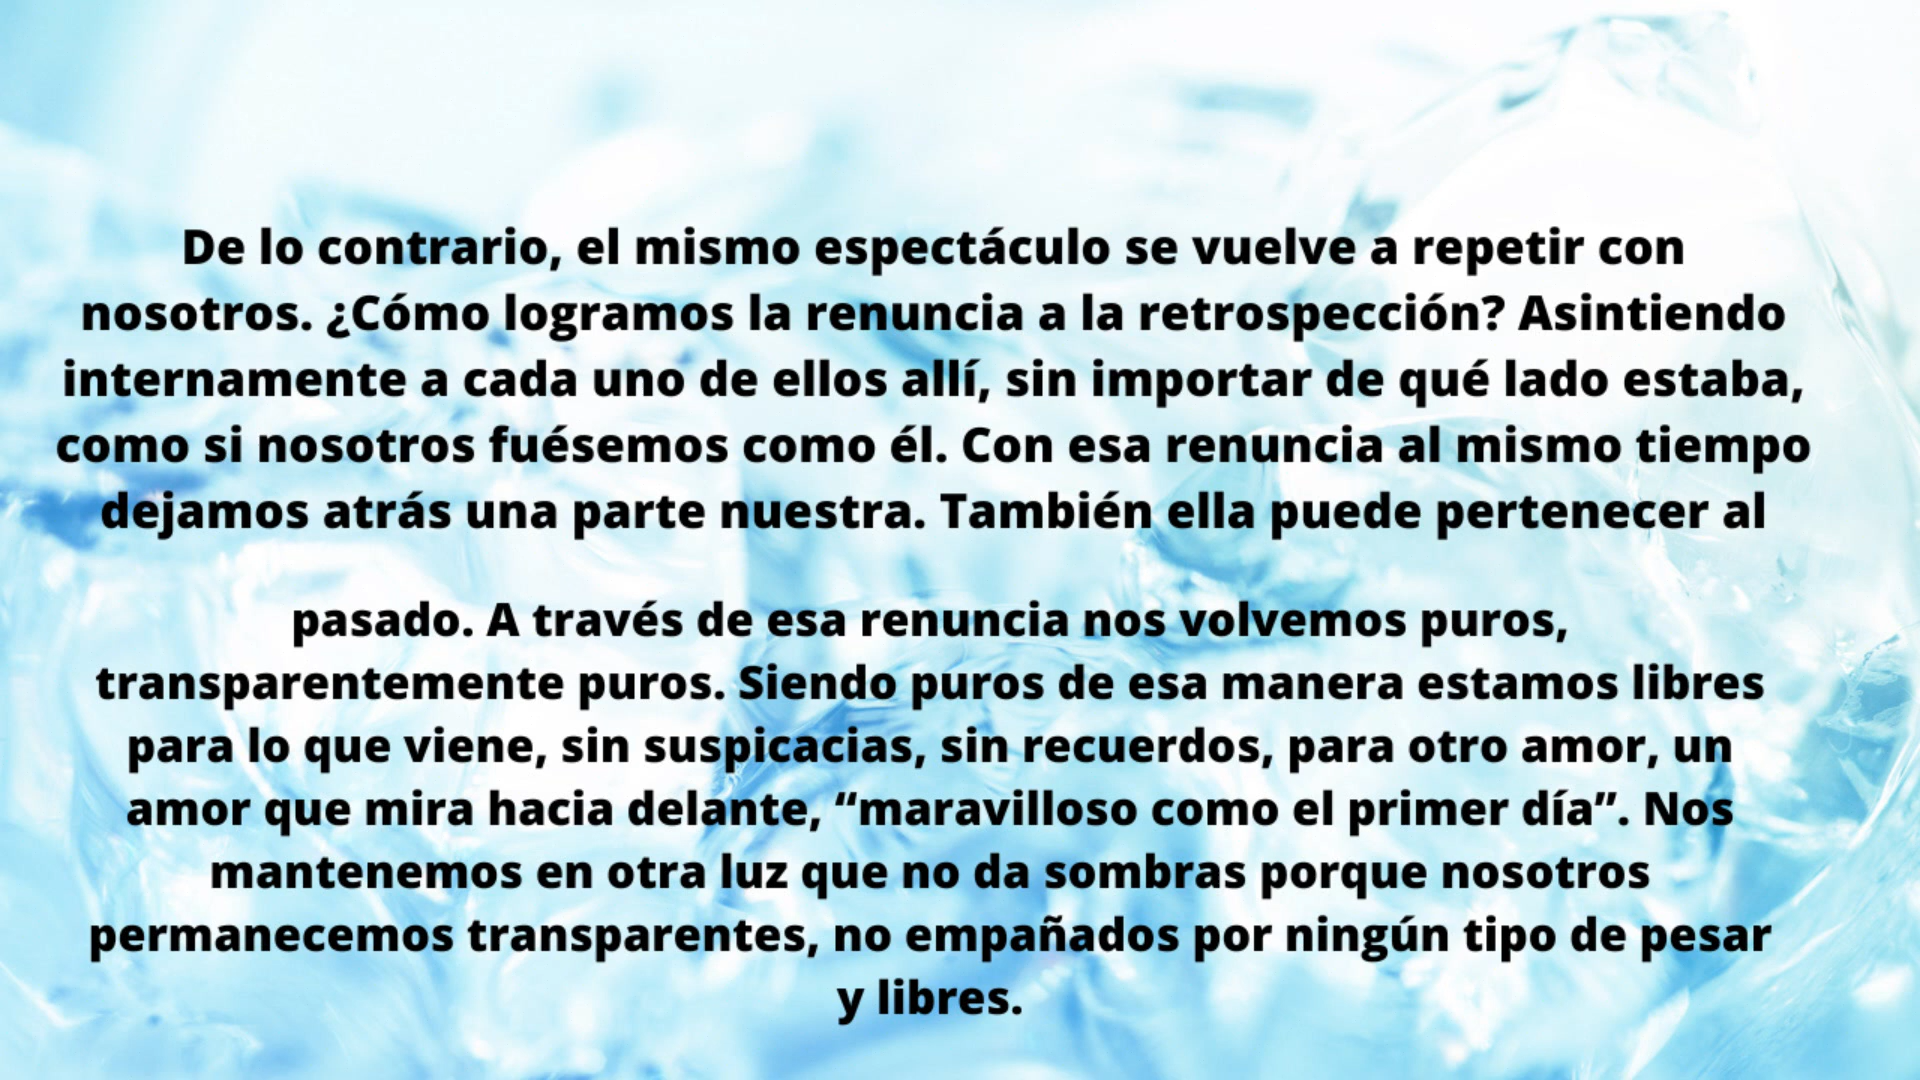 De lo contrario, el mismo espectáculo se vuelve a repetir con
nosotros. ¿Cómo logramos la renuncia a la retrospección? Asintiendo
internamente a cada uno de ellos allí, sin importar de qué lado estaba,
como si nosotros fuésemos como él. Con esa renuncia al mismo tiempo
dejamos atrás una parte nuestra. También ella puede pertenecer al
pasado. A través de esa renuncia nos volvemos puros,
transparentemente puros. Siendo puros de esa manera estamos libres
para lo que viene, sin suspicacias, sin recuerdos, para otro amor, un
amor que mira hacia delante, “maravilloso como el primer día”. Nos
mantenemos en otra luz que no da sombras porque nosotros
permanecemos transparentes, no empañados por ningún tipo de pesar
y libres.